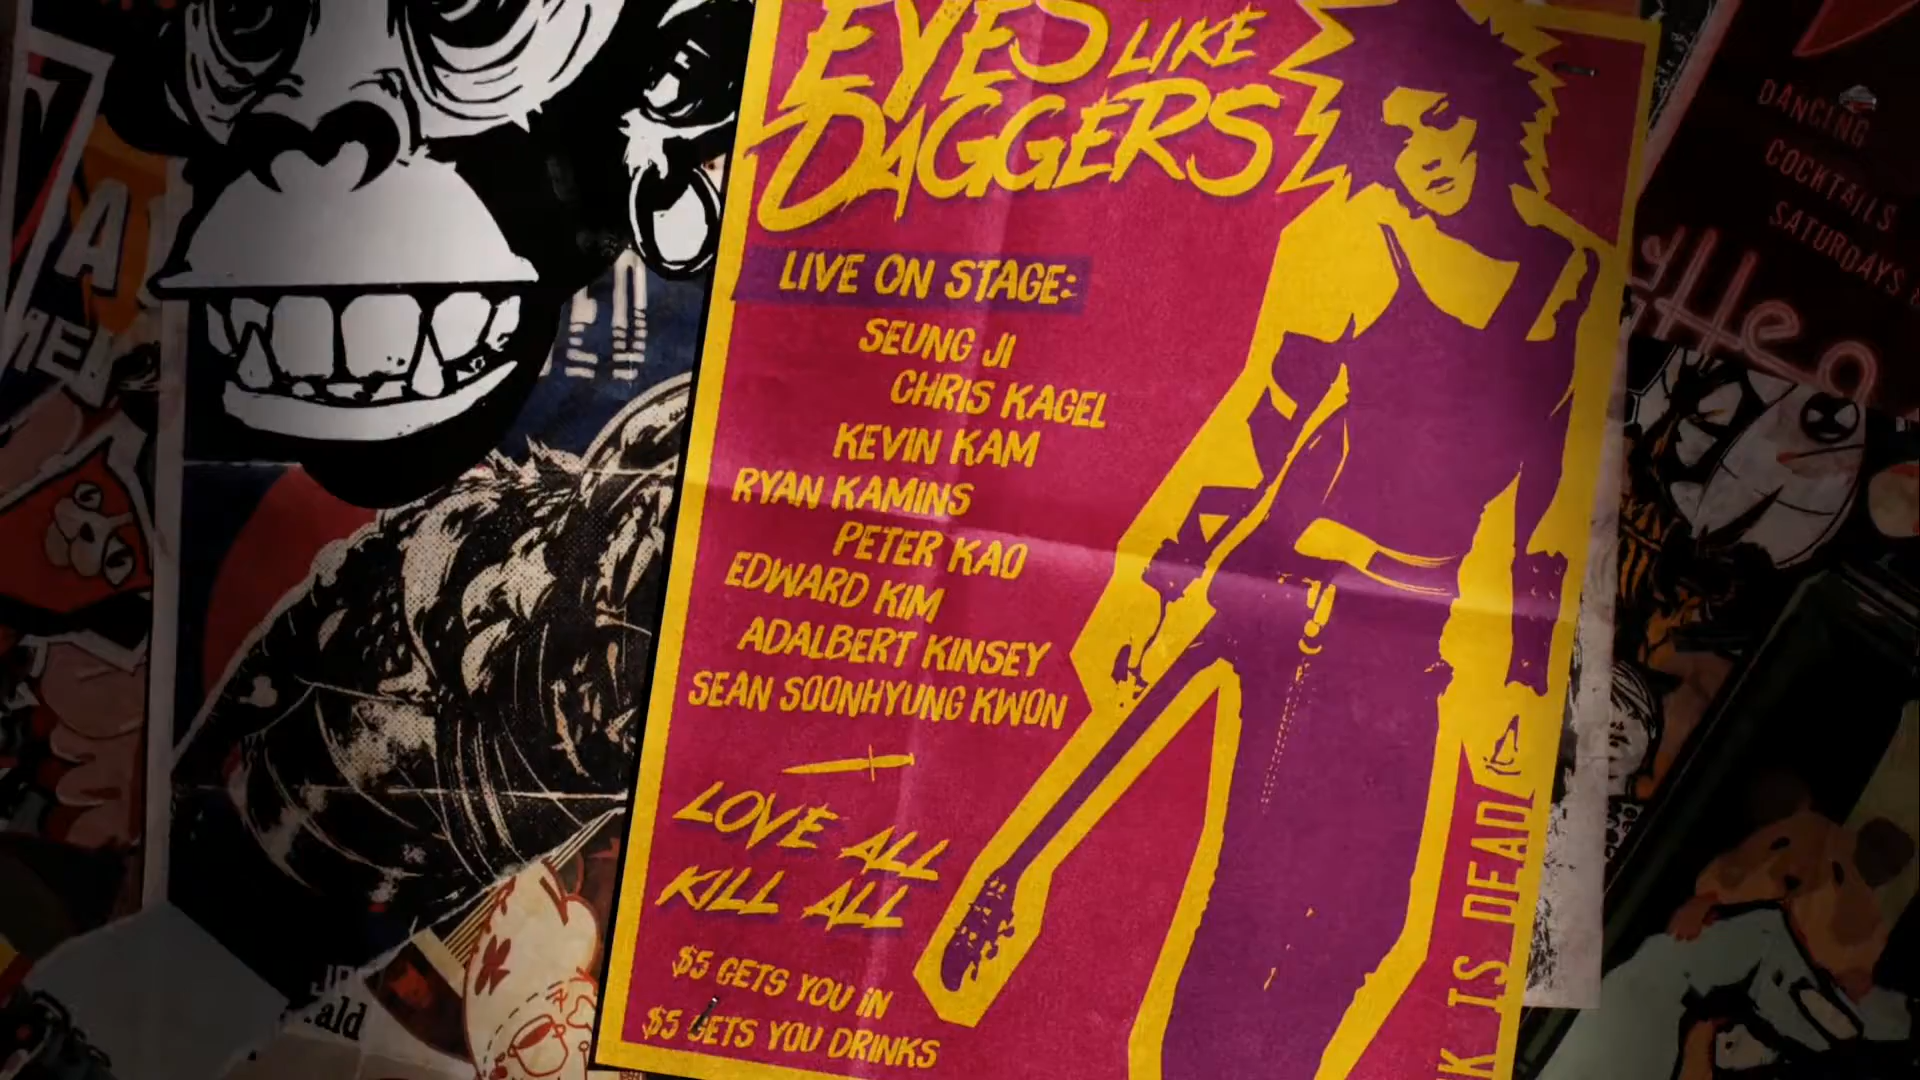 EYES LIKE
DAGGERS
LIVE ON STAGE:
SEUNG JI
CHRIS KAGEL
KEVIN KAM
RYAN KAMINS
PETER KAO
EDWARD KIM
ADALBERT KINSEY
SEAN SOONHYUNG KWON
LOVE ALL
KILL ALL
$5 GETS YOU IN
$5 GETS YOU DRINKS
IS DEAD!
DANCING
COCKTAILS
SATURDAYS